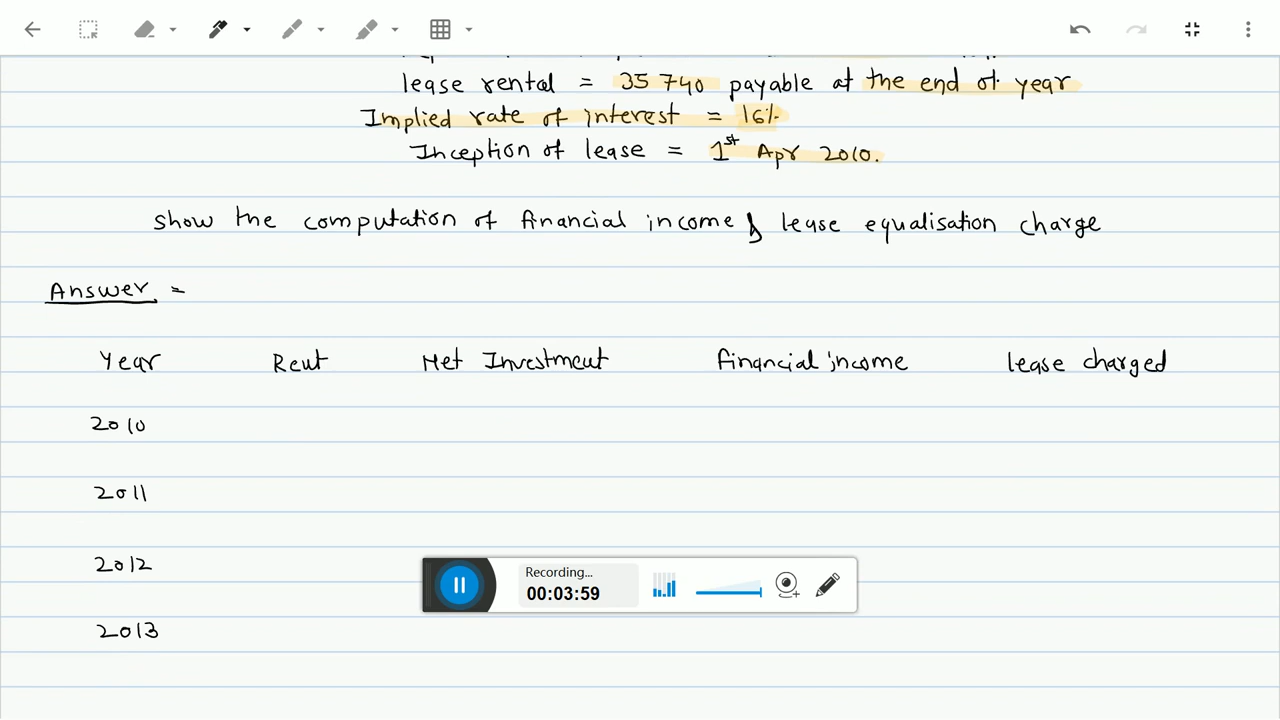 lease rental = 35 740 payable at the end of year
Implied rate of interest = 16%
Inception of lease = 1st Apr 2010.
show the computation of financial income & lease equalisation charge
Answer =
Year Rent Net Investment financial income lease charged
2010
2011
2012
Recording...
00:03:59
2013